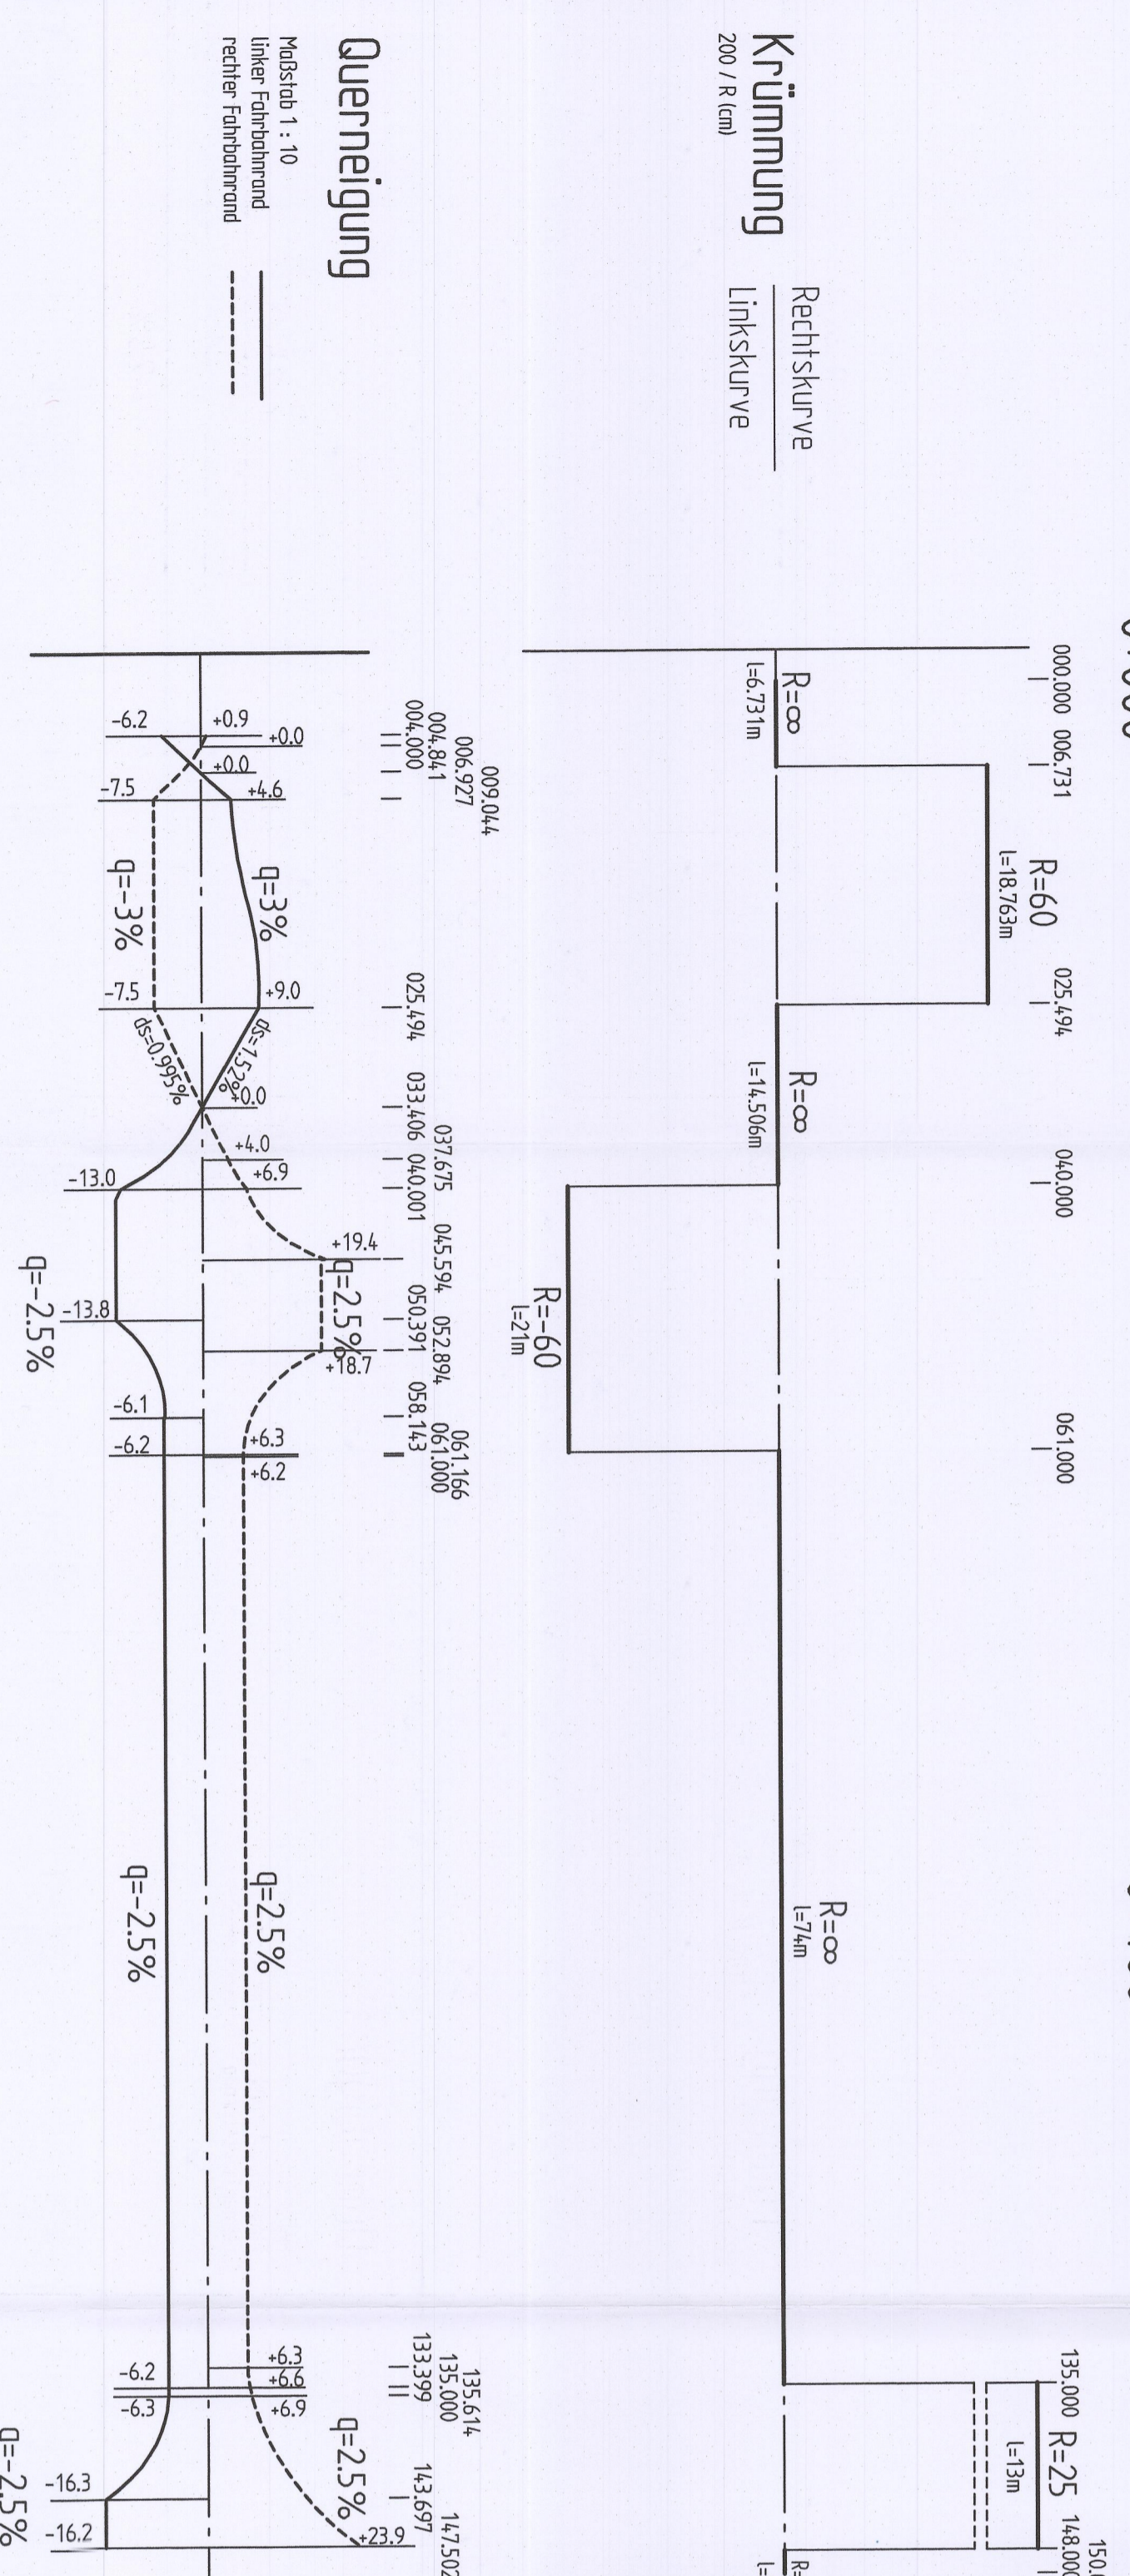 Krümmung
200 / R (cm)
Rechtskurve
Linkskurve
000.000 006.731 025.494 040.000 061.000 135.000 148.000
R=∞
l=6.731m
R=60
l=18.763m
R=∞
l=14.506m
R=-60
l=21m
R=∞
l=74m
R=25
l=13m
Querneigung
Maßstab 1 : 10
linker Fahrbahnrand
rechter Fahrbahnrand
009.044
006.927
004.841
004.000
025.494
033.406
037.675
040.001
045.594
050.391
052.894
058.143
061.166
061.000
135.614
135.000
133.399
143.697
147.502
+0.9
+0.0
+0.0
+4.6
q=3%
+9.0
ds=1.52%
+0.0
+4.0
+6.9
+19.4
q=2.5%
+18.7
+6.3
+6.2
q=2.5%
+6.3
+6.6
+6.9
q=2.5%
+23.9
-6.2
-7.5
q=-3%
-7.5
ds=0.995%
-13.0
q=-2.5%
-13.8
-6.1
-6.2
q=-2.5%
-6.2
-6.3
-16.3
q=-2.5%
-16.2